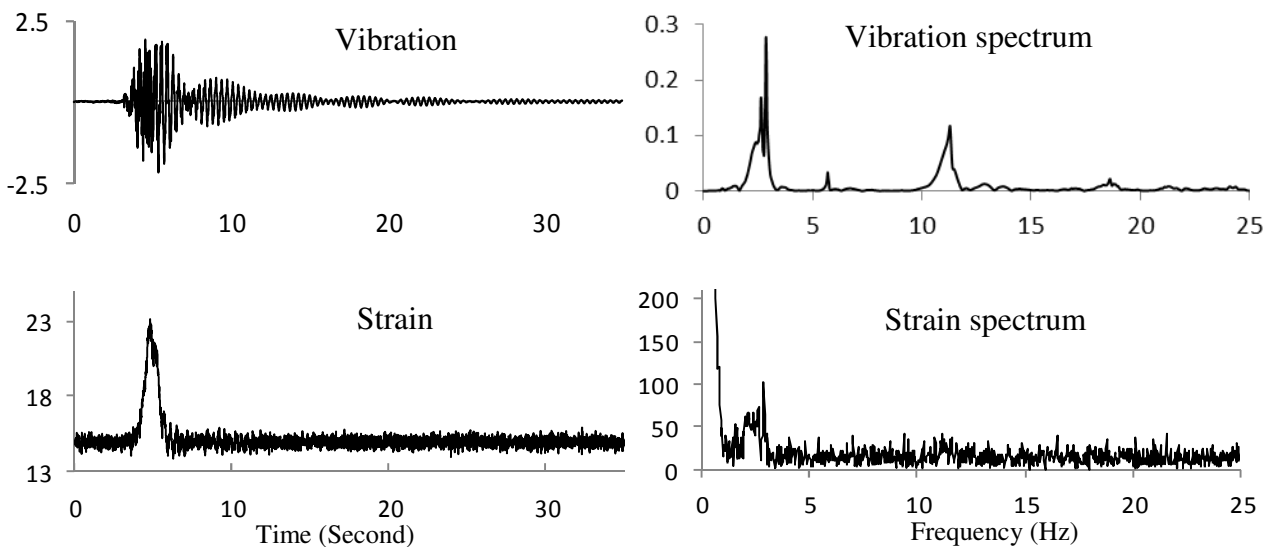 Vibration
2.5
-2.5
0 10 20 30
Vibration spectrum
0.3
0.2
0.1
0
0 5 10 15 20 25
Strain
23
18
13
0 10 20 30
Time (Second)
Strain spectrum
200
150
100
50
0
0 5 10 15 20 25
Frequency (Hz)